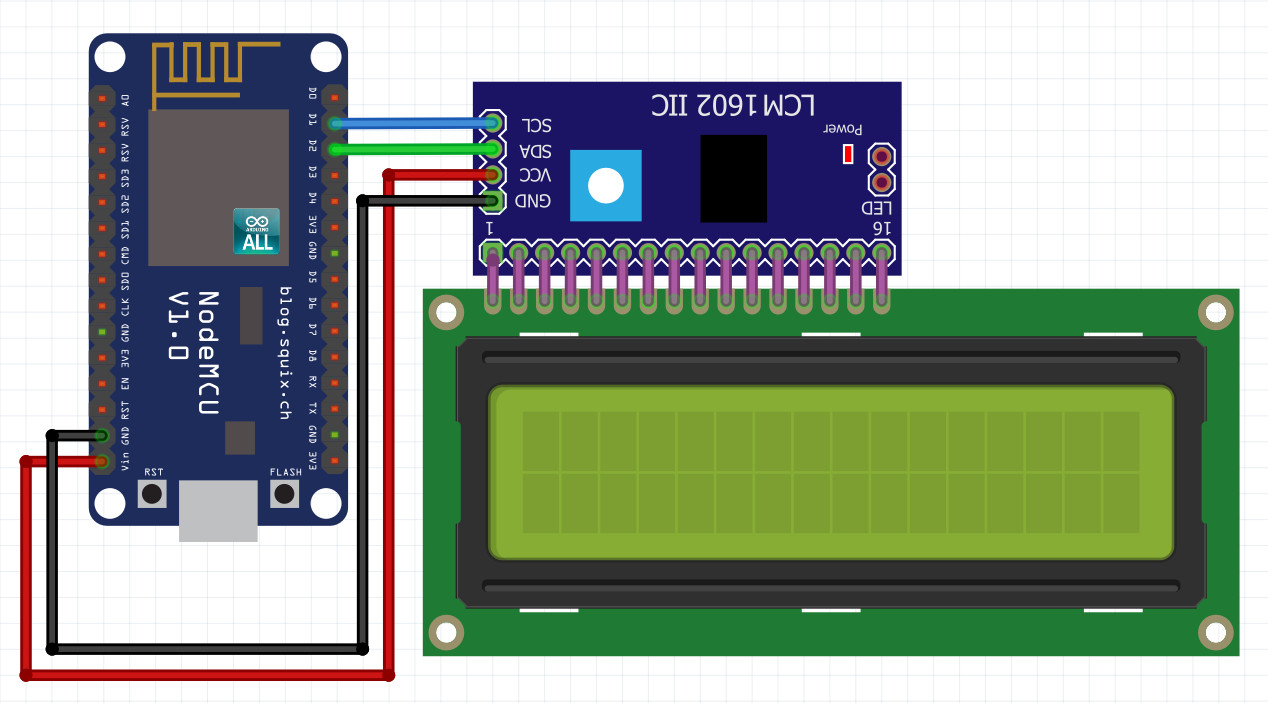 A0
RSV
RSV
SD3
SD2
SD1
CMD
SD0
CLK
GND
3V3
EN
RST
GND
Vin
D0
D1
D2
D3
D4
3V3
GND
D5
D6
D7
D8
RX
TX
GND
3V3
ARDUINO
ALL
NodeMCU
V1.0
blog.squix.ch
RST
FLASH
LCM1602 IIC
SCL
SDA
VCC
GND
1
Power
LED
16